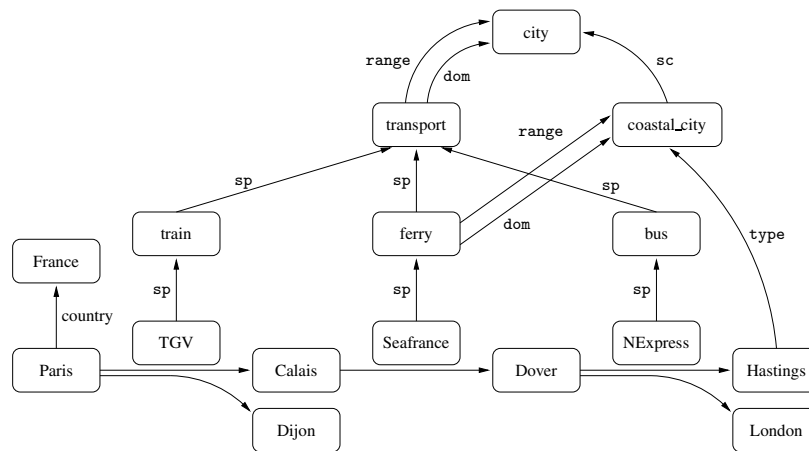 city
range
dom
sc
transport
coastal_city
range
sp
sp
sp
dom
train
ferry
bus
type
France
sp
sp
sp
country
TGV
Seafrance
NExpress
Paris
Calais
Dover
Hastings
Dijon
London